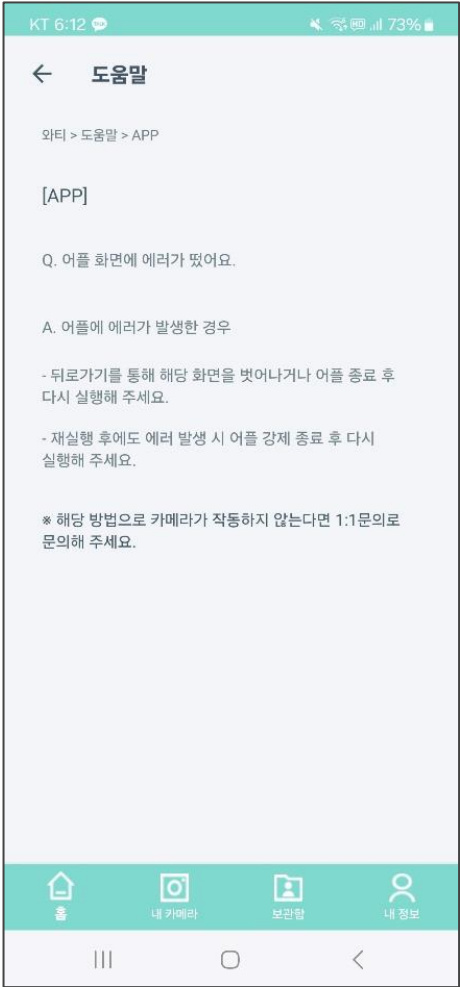 KT 6:12
73%
도움말
와티 > 도움말 > APP
[APP]
Q. 어플 화면에 에러가 떴어요.
A. 어플에 에러가 발생한 경우
- 뒤로가기를 통해 해당 화면을 벗어나거나 어플 종료 후
다시 실행해 주세요.
- 재실행 후에도 에러 발생 시 어플 강제 종료 후 다시
실행해 주세요.
※ 해당 방법으로 카메라가 작동하지 않는다면 1:1문의로
문의해 주세요.
홈
내 카메라
보관함
내 정보